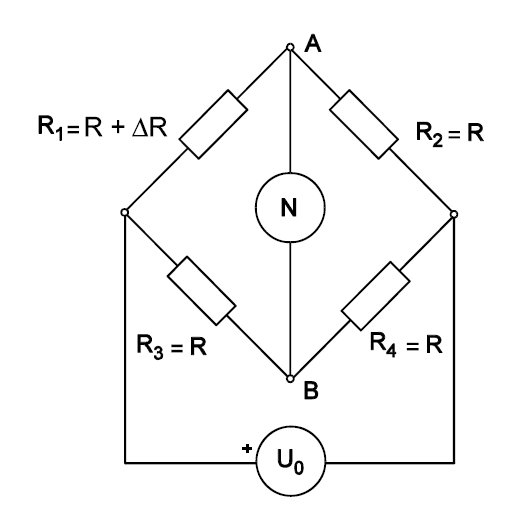 A
R₁=R + ΔR
R₂ = R
N
R₃ = R
R₄ = R
B
+
U₀